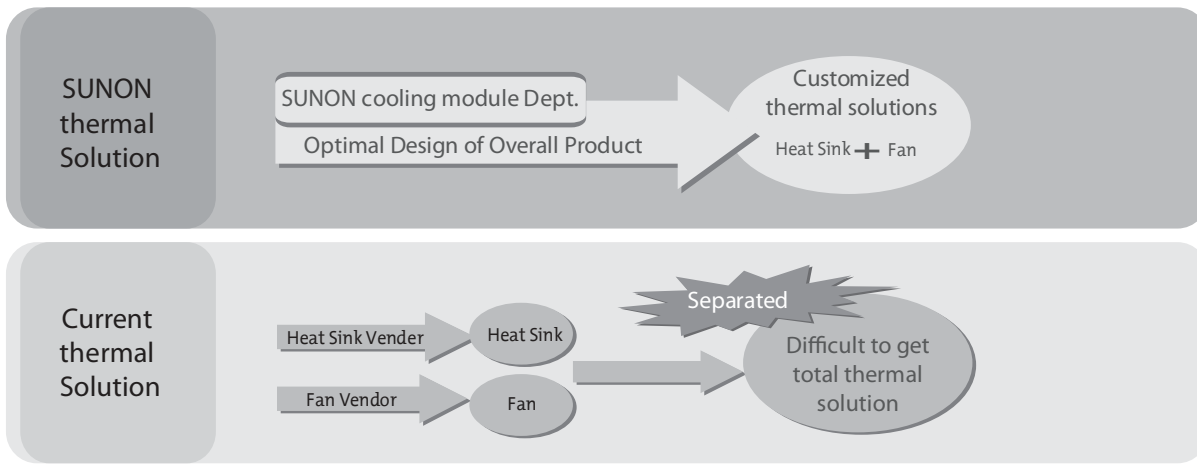 SUNON
thermal
Solution
SUNON cooling module Dept.
Optimal Design of Overall Product
Customized
thermal solutions
Heat Sink + Fan
Current
thermal
Solution
Heat Sink Vender
Heat Sink
Fan Vendor
Fan
Separated
Difficult to get
total thermal
solution